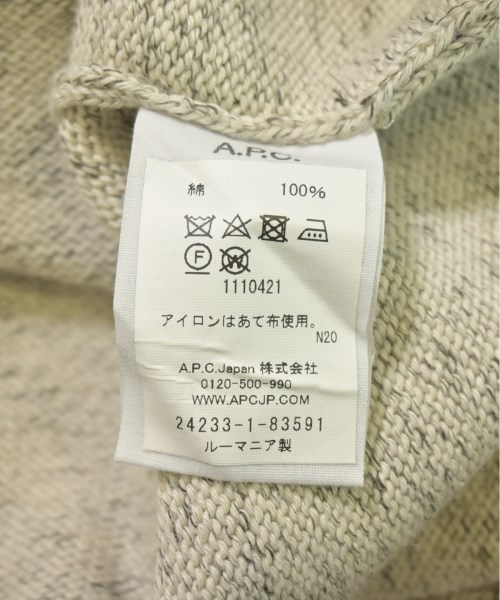 A.P.C.
綿 100%
F W
1110421
アイロンはあて布使用。
N20
A.P.C.Japan 株式会社
0120-500-990
WWW.APCJP.COM
24233-1-83591
ルーマニア製